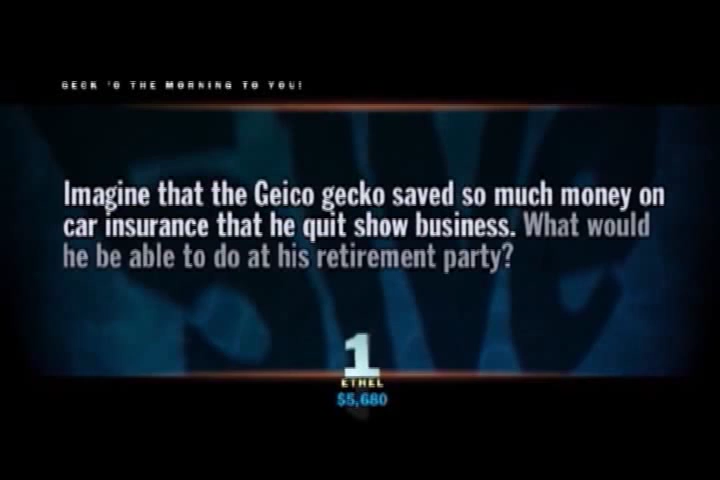 GECK 'O THE MORNING TO YOU!
Imagine that the Geico gecko saved so much money on
car insurance that he quit show business. What would
he be able to do at his retirement party?
1
ETHEL
$5,680